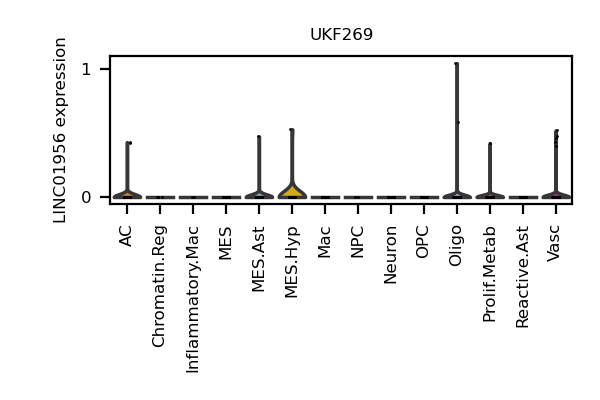 UKF269
LINC01956 expression
1
0
AC
Chromatin.Reg
Inflammatory.Mac
MES
MES.Ast
MES.Hyp
Mac
NPC
Neuron
OPC
Oligo
Prolif.Metab
Reactive.Ast
Vasc